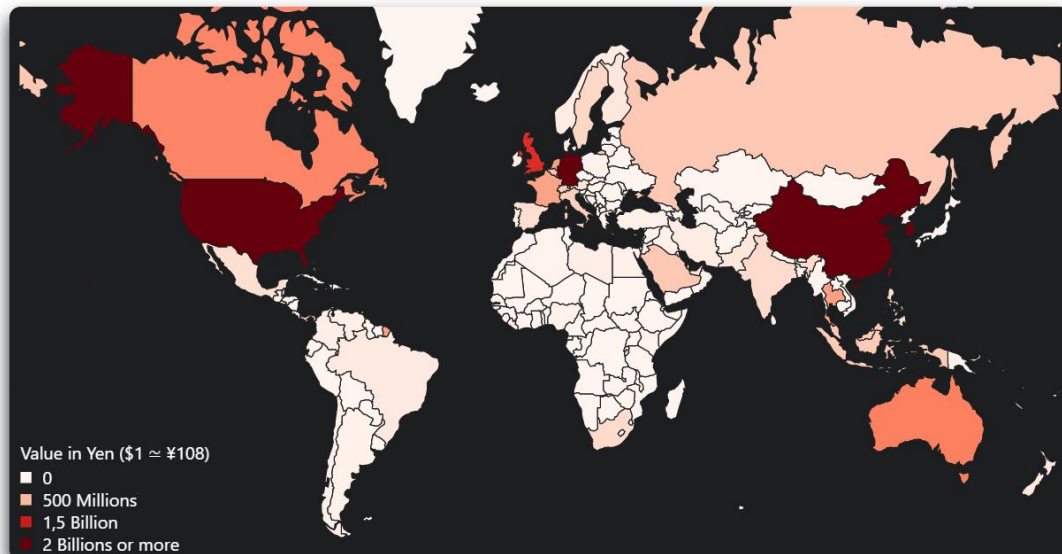 Value in Yen ($1 ≃ ¥108)
0
500 Millions
1,5 Billion
2 Billions or more